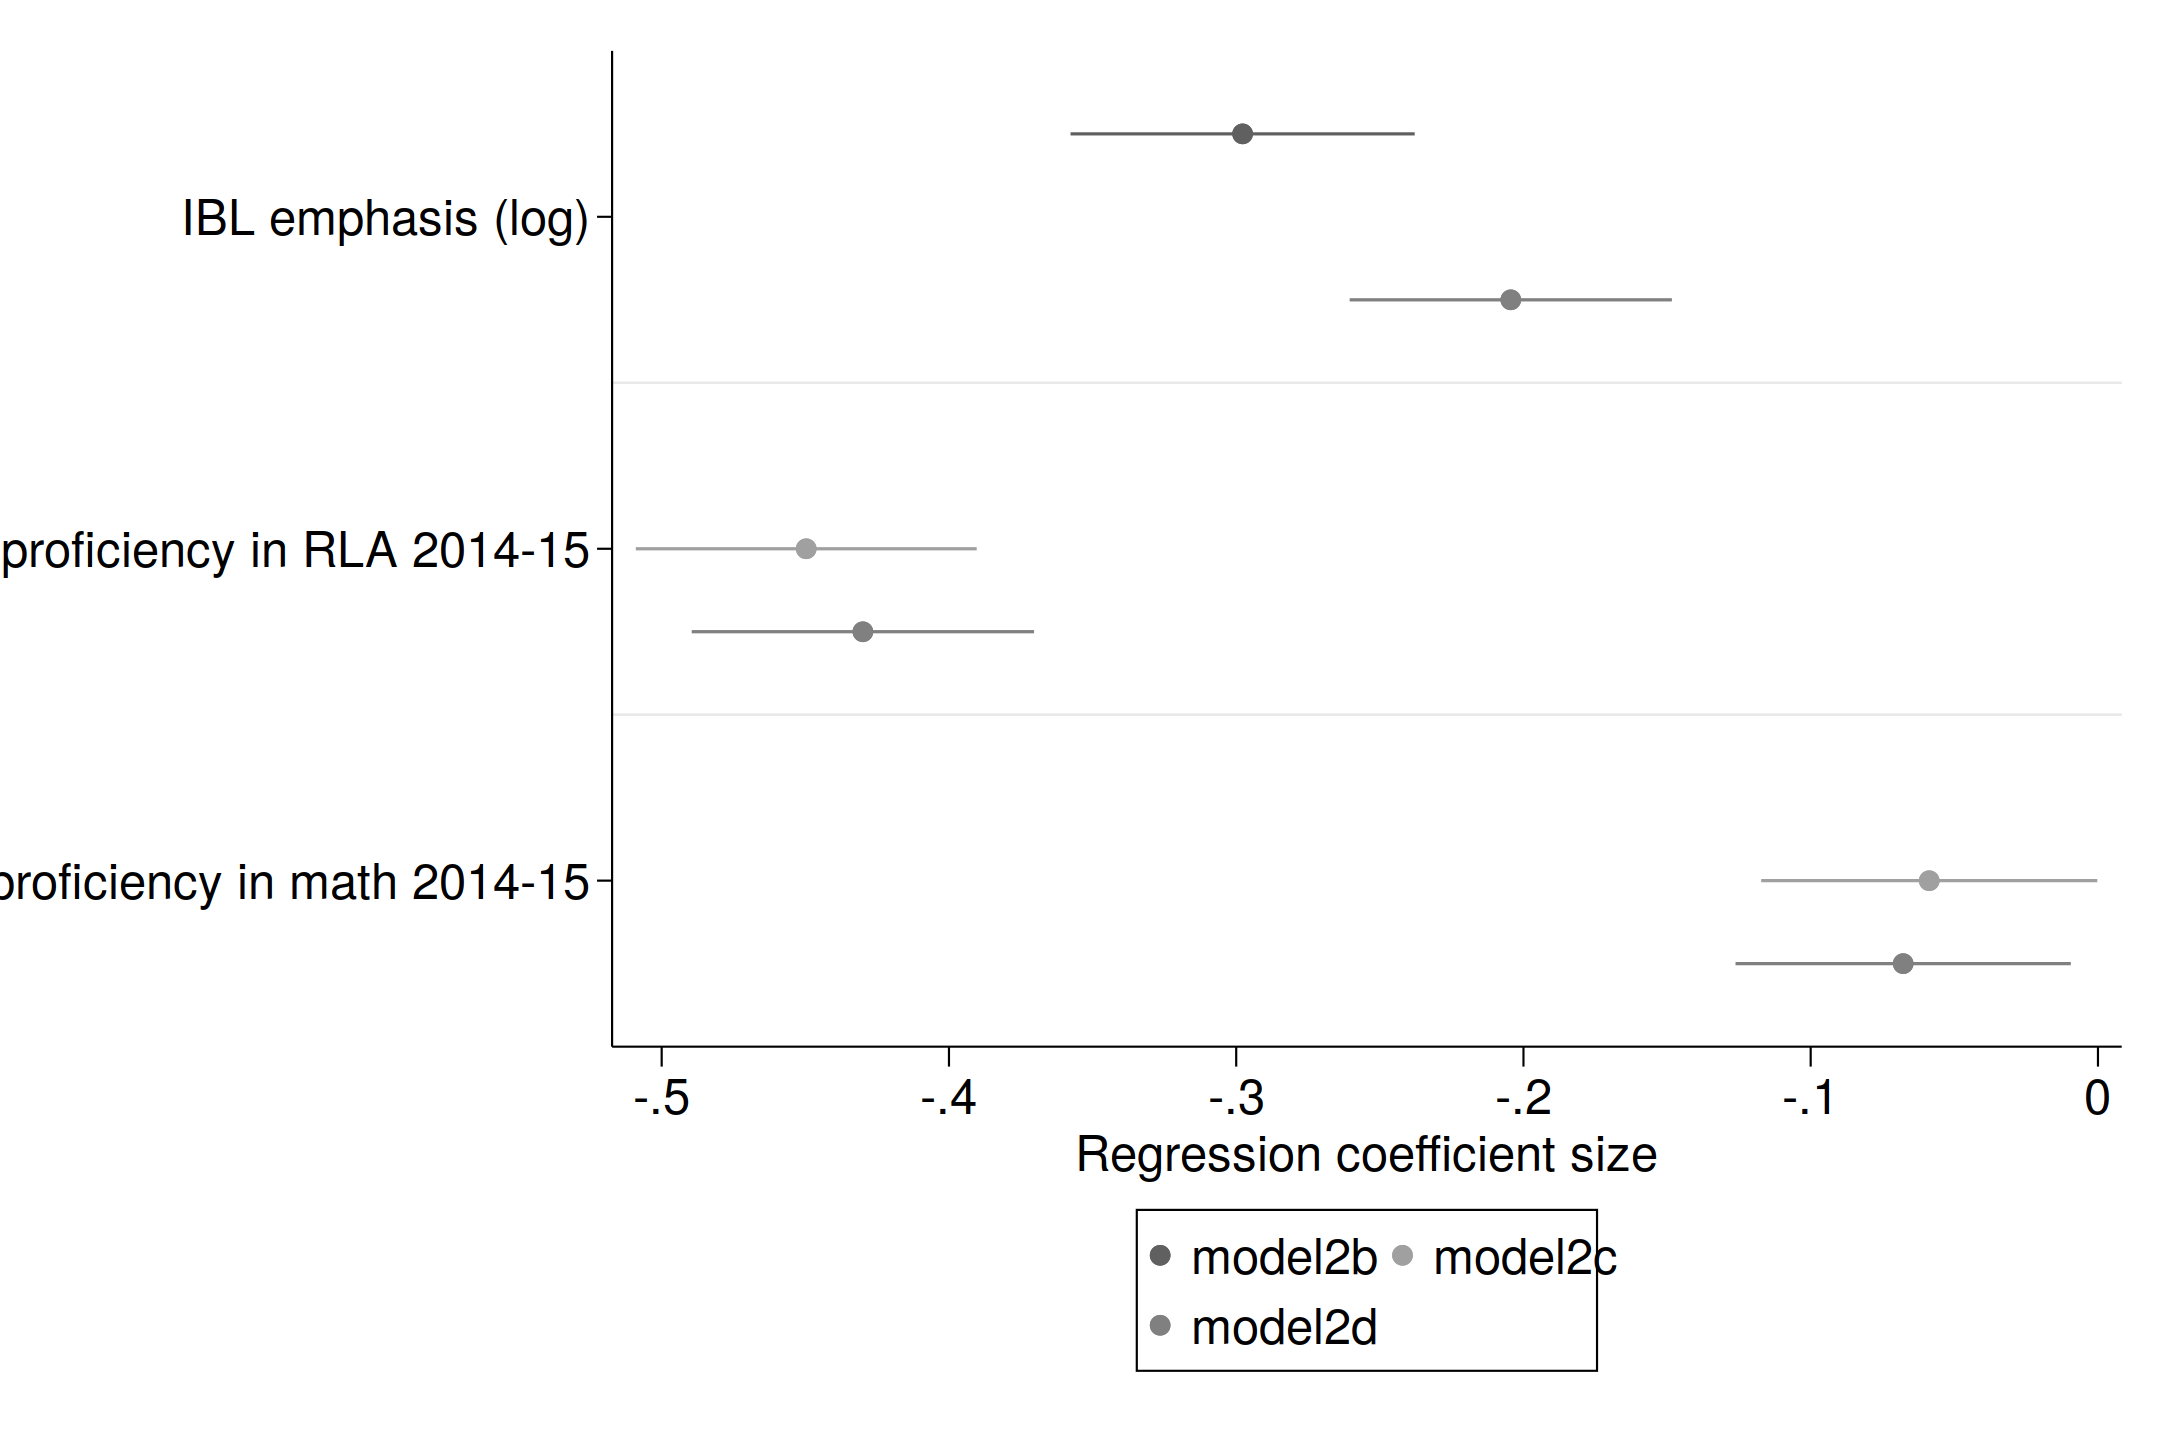 IBL emphasis (log)
proficiency in RLA 2014-15
proficiency in math 2014-15
-.5 -.4 -.3 -.2 -.1 0
Regression coefficient size
model2b model2c
model2d